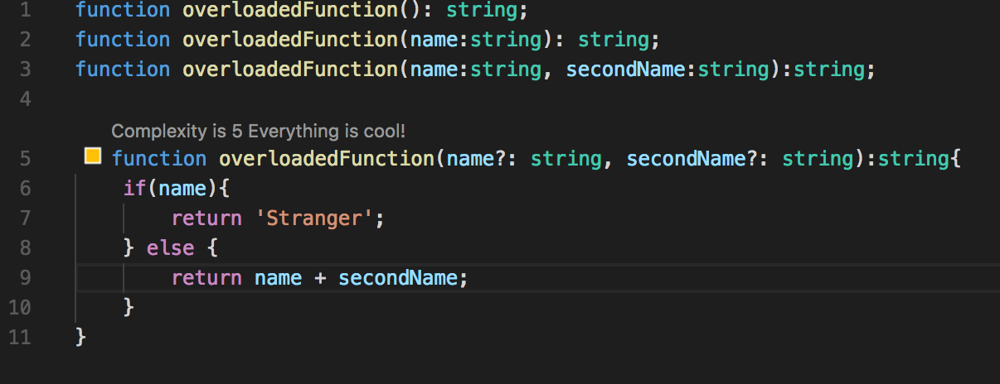 1 function overloadedFunction(): string;
2 function overloadedFunction(name:string): string;
3 function overloadedFunction(name:string, secondName:string):string;
4
Complexity is 5 Everything is cool!
5 function overloadedFunction(name?: string, secondName?: string):string{
6 if(name){
7 return 'Stranger';
8 } else {
9 return name + secondName;
10 }
11 }